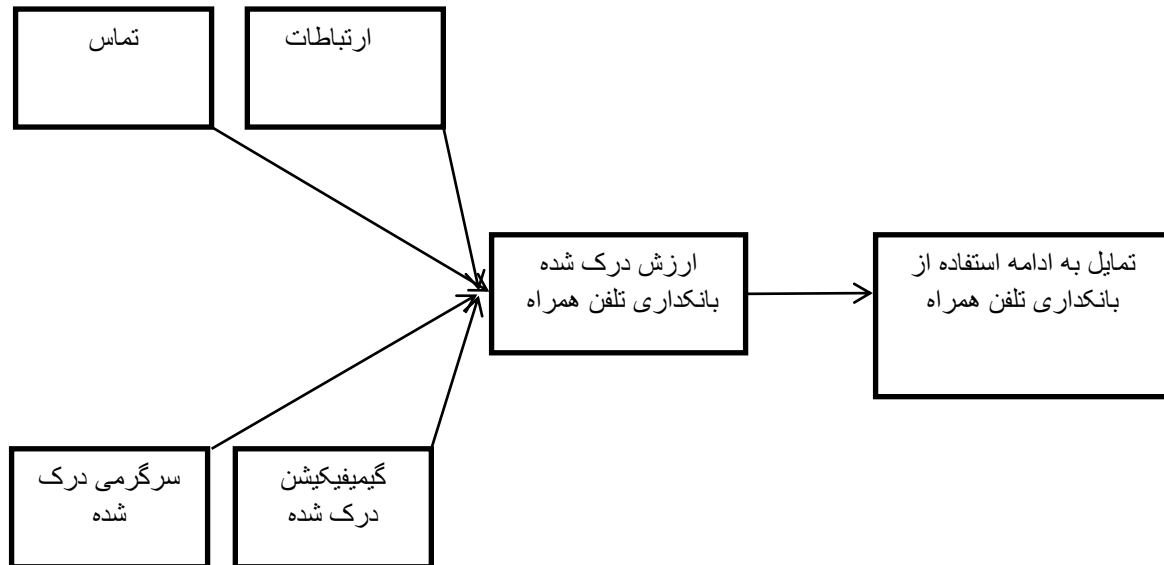 تماس
ارتباطات
ارزش درک شده
بانکداری تلفن همراه
تمایل به ادامه استفاده از
بانکداری تلفن همراه
سرگرمی درک
شده
گیمیفیکیشن
درک شده